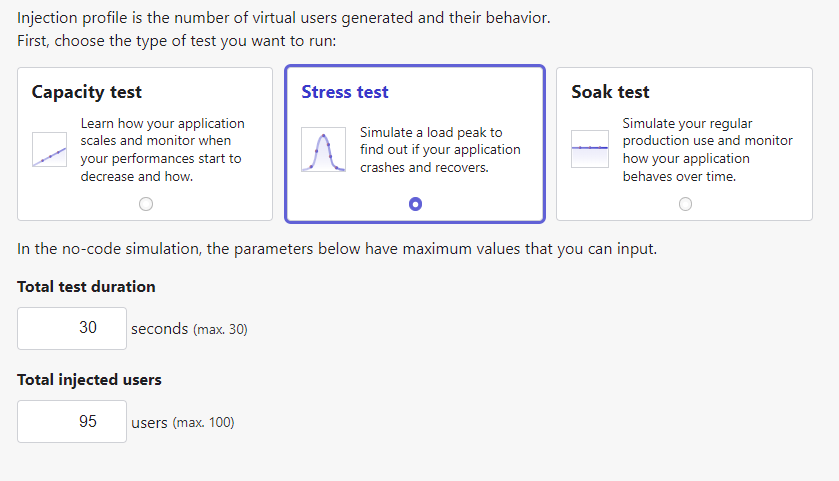 Injection profile is the number of virtual users generated and their behavior.
First, choose the type of test you want to run:
Capacity test
Learn how your application
scales and monitor when
your performances start to
decrease and how.
Stress test
Simulate a load peak to
find out if your application
crashes and recovers.
Soak test
Simulate your regular
production use and monitor
how your application
behaves over time.
In the no-code simulation, the parameters below have maximum values that you can input.
Total test duration
30 seconds (max. 30)
Total injected users
95 users (max. 100)